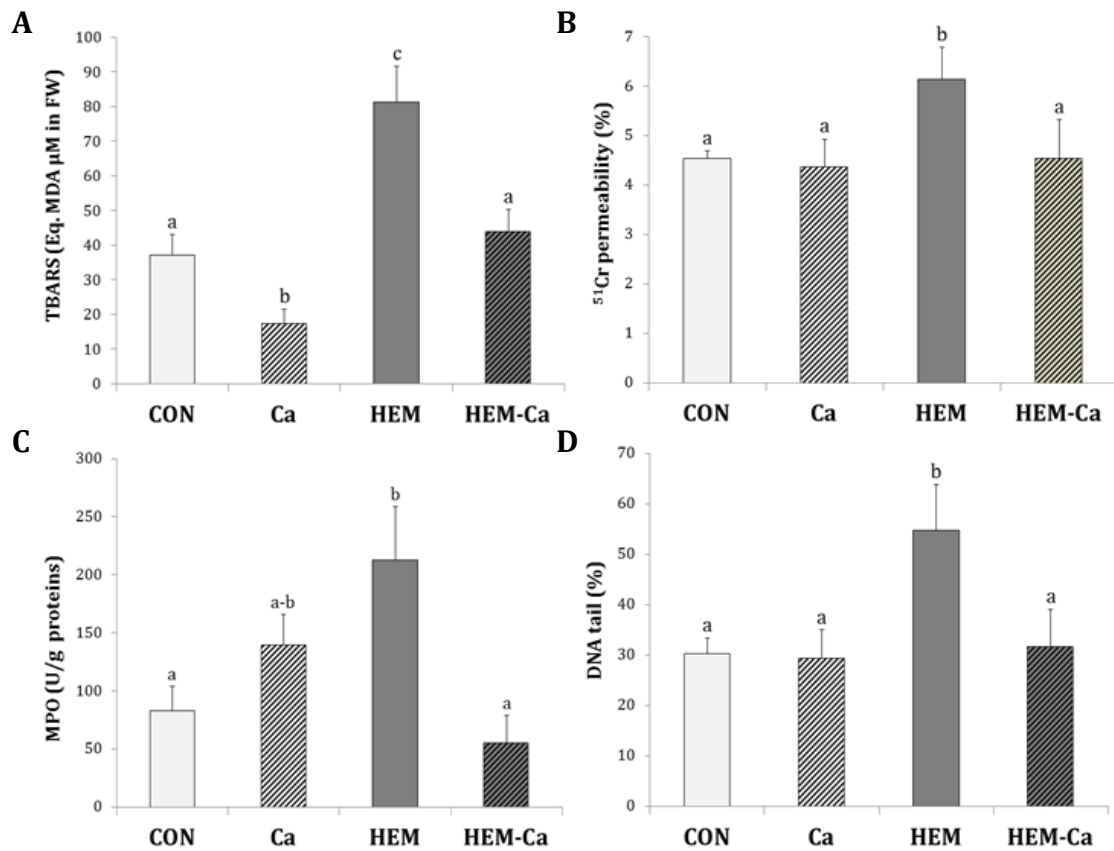 A
TBARS (Eq. MDA µM in FW)
100
90
80
70
60
50
40
30
20
10
0
a
b
c
a
CON Ca HEM HEM-Ca
B
⁵¹Cr permeability (%)
7
6
5
4
3
2
1
0
a
a
b
a
CON Ca HEM HEM-Ca
C
MPO (U/g proteins)
300
250
200
150
100
50
0
a
a-b
b
a
CON Ca HEM HEM-Ca
D
DNA tail (%)
70
60
50
40
30
20
10
0
a
a
b
a
CON Ca HEM HEM-Ca